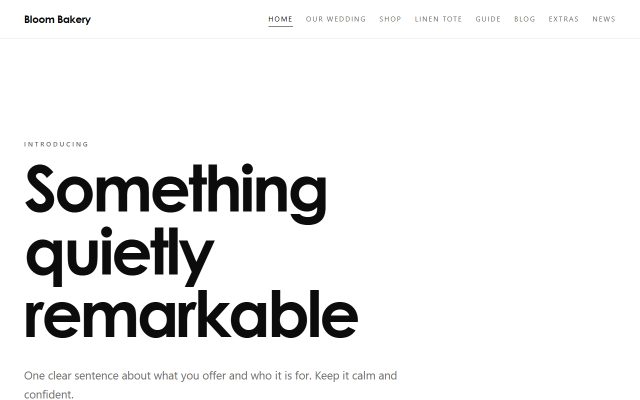 Bloom Bakery
HOME OUR WEDDING SHOP LINEN TOTE GUIDE BLOG EXTRAS NEWS
INTRODUCING
Something
quietly
remarkable
One clear sentence about what you offer and who it is for. Keep it calm and
confident.